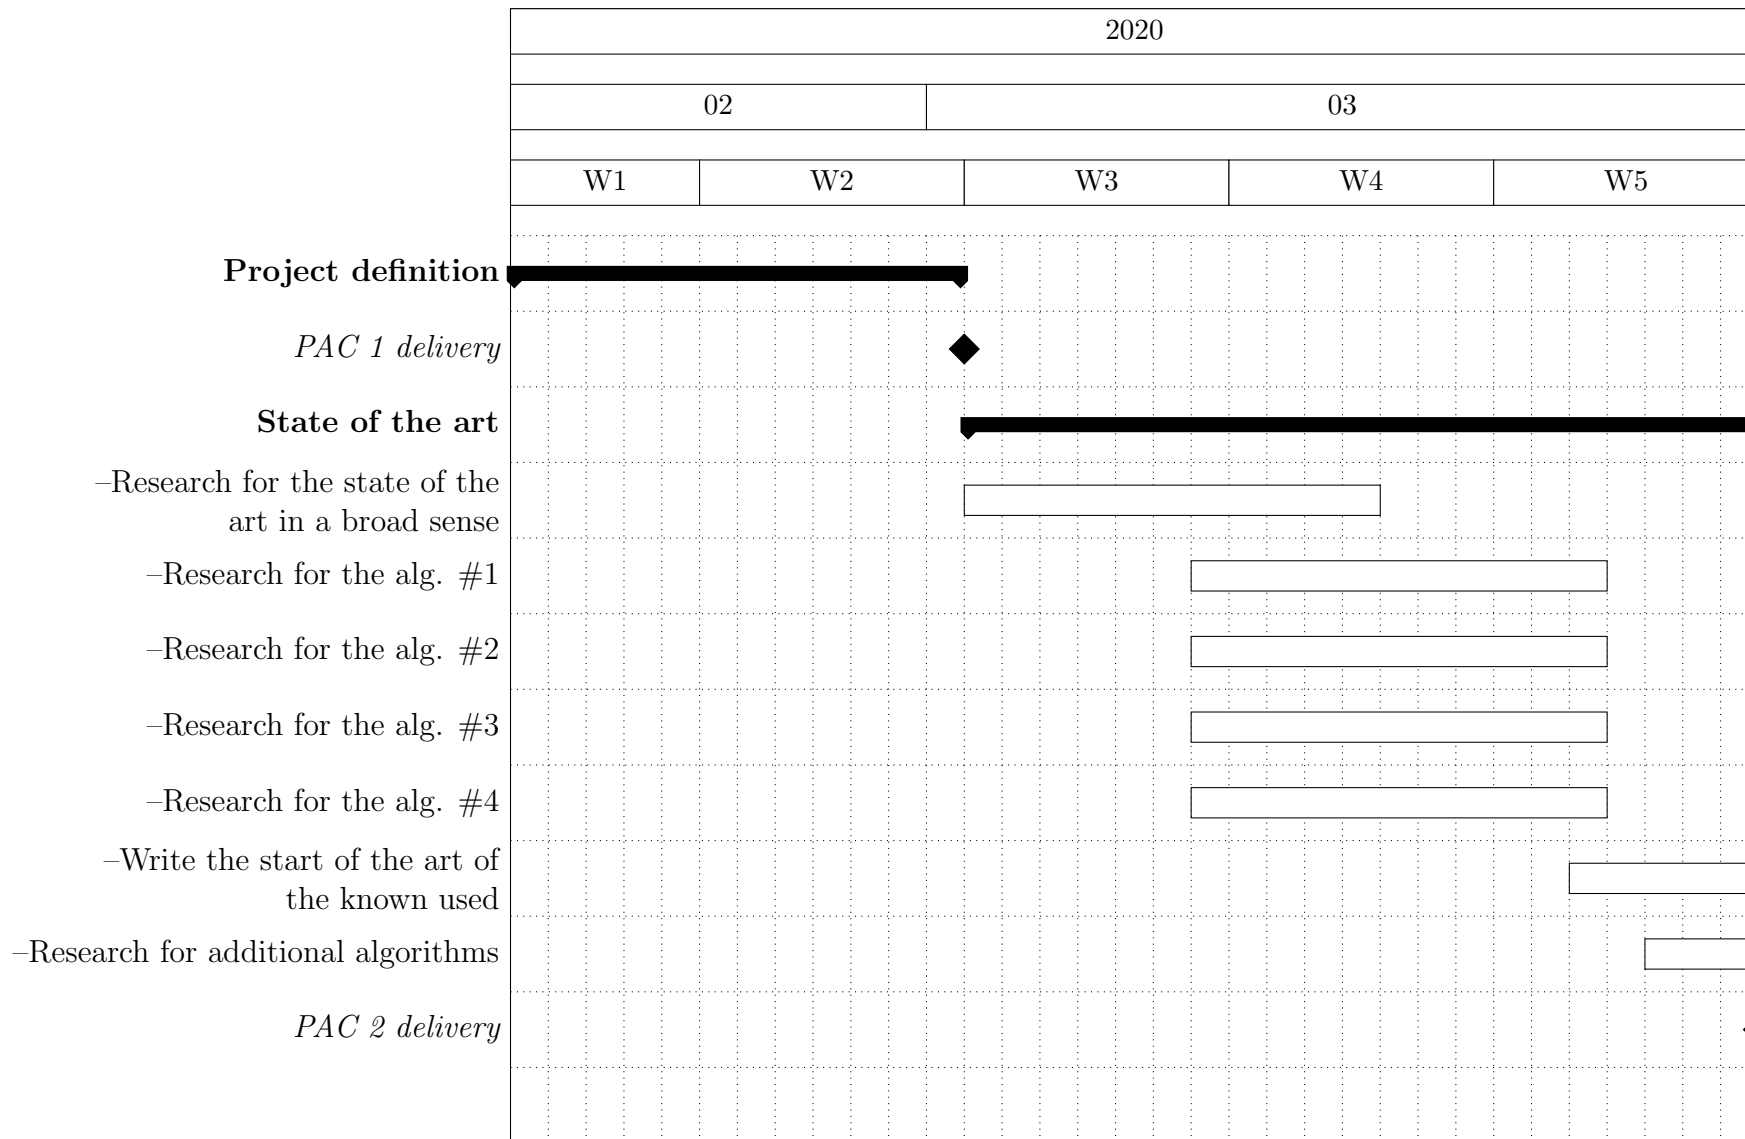 2020
02 03
W1 W2 W3 W4 W5
Project definition
PAC 1 delivery
State of the art
–Research for the state of the
art in a broad sense
–Research for the alg. #1
–Research for the alg. #2
–Research for the alg. #3
–Research for the alg. #4
–Write the start of the art of
the known used
–Research for additional algorithms
PAC 2 delivery